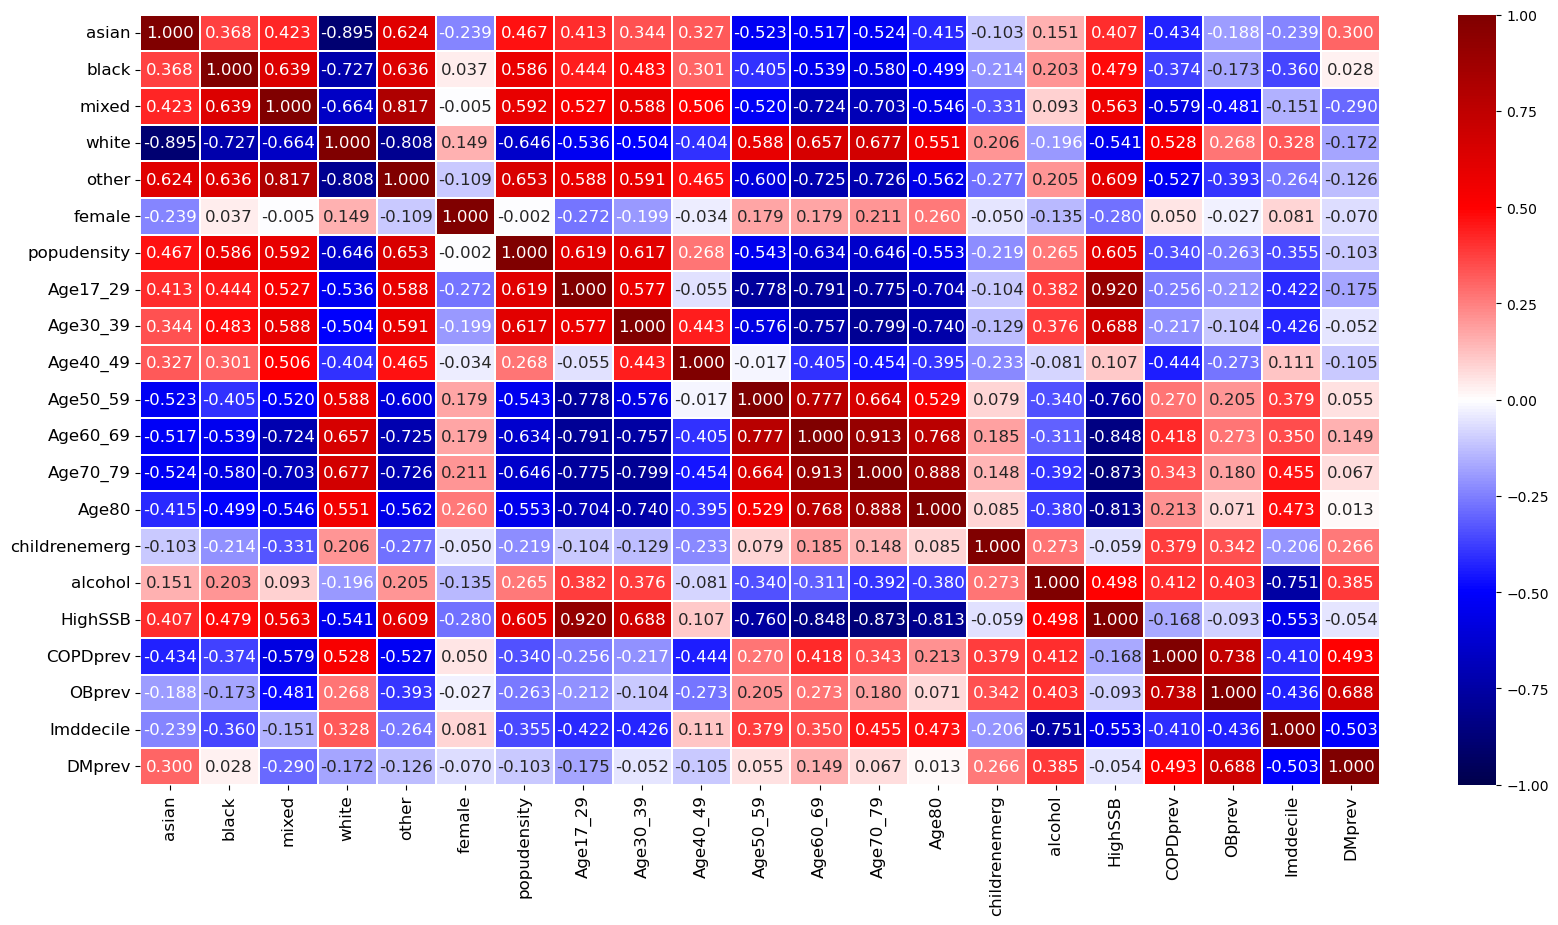 asian 1.000 0.368 0.423 -0.895 0.624 -0.239 0.467 0.413 0.344 0.327 -0.523 -0.517 -0.524 -0.415 -0.103 0.151 0.407 -0.434 -0.188 -0.239 0.300
black 0.368 1.000 0.639 -0.727 0.636 0.037 0.586 0.444 0.483 0.301 -0.405 -0.539 -0.580 -0.499 -0.214 0.203 0.479 -0.374 -0.173 -0.360 0.028
mixed 0.423 0.639 1.000 -0.664 0.817 -0.005 0.592 0.527 0.588 0.506 -0.520 -0.724 -0.703 -0.546 -0.331 0.093 0.563 -0.579 -0.481 -0.151 -0.290
white -0.895 -0.727 -0.664 1.000 -0.808 0.149 -0.646 -0.536 -0.504 -0.404 0.588 0.657 0.677 0.551 0.206 -0.196 -0.541 0.528 0.268 0.328 -0.172
other 0.624 0.636 0.817 -0.808 1.000 -0.109 0.653 0.588 0.591 0.465 -0.600 -0.725 -0.726 -0.562 -0.277 0.205 0.609 -0.527 -0.393 -0.264 -0.126
female -0.239 0.037 -0.005 0.149 -0.109 1.000 -0.002 -0.272 -0.199 -0.034 0.179 0.179 0.211 0.260 -0.050 -0.135 -0.280 0.050 -0.027 0.081 -0.070
popudensity 0.467 0.586 0.592 -0.646 0.653 -0.002 1.000 0.619 0.617 0.268 -0.543 -0.634 -0.646 -0.553 -0.219 0.265 0.605 -0.340 -0.263 -0.355 -0.103
Age17_29 0.413 0.444 0.527 -0.536 0.588 -0.272 0.619 1.000 0.577 -0.055 -0.778 -0.791 -0.775 -0.704 -0.104 0.382 0.920 -0.256 -0.212 -0.422 -0.175
Age30_39 0.344 0.483 0.588 -0.504 0.591 -0.199 0.617 0.577 1.000 0.443 -0.576 -0.757 -0.799 -0.740 -0.129 0.376 0.688 -0.217 -0.104 -0.426 -0.052
Age40_49 0.327 0.301 0.506 -0.404 0.465 -0.034 0.268 -0.055 0.443 1.000 -0.017 -0.405 -0.454 -0.395 -0.233 -0.081 0.107 -0.444 -0.273 0.111 -0.105
Age50_59 -0.523 -0.405 -0.520 0.588 -0.600 0.179 -0.543 -0.778 -0.576 -0.017 1.000 0.777 0.664 0.529 0.079 -0.340 -0.760 0.270 0.205 0.379 0.055
Age60_69 -0.517 -0.539 -0.724 0.657 -0.725 0.179 -0.634 -0.791 -0.757 -0.405 0.777 1.000 0.913 0.768 0.185 -0.311 -0.848 0.418 0.273 0.350 0.149
Age70_79 -0.524 -0.580 -0.703 0.677 -0.726 0.211 -0.646 -0.775 -0.799 -0.454 0.664 0.913 1.000 0.888 0.148 -0.392 -0.873 0.343 0.180 0.455 0.067
Age80 -0.415 -0.499 -0.546 0.551 -0.562 0.260 -0.553 -0.704 -0.740 -0.395 0.529 0.768 0.888 1.000 0.085 -0.380 -0.813 0.213 0.071 0.473 0.013
childrenemerg -0.103 -0.214 -0.331 0.206 -0.277 -0.050 -0.219 -0.104 -0.129 -0.233 0.079 0.185 0.148 0.085 1.000 0.273 -0.059 0.379 0.342 -0.206 0.266
alcohol 0.151 0.203 0.093 -0.196 0.205 -0.135 0.265 0.382 0.376 -0.081 -0.340 -0.311 -0.392 -0.380 0.273 1.000 0.498 0.412 0.403 -0.751 0.385
HighSSB 0.407 0.479 0.563 -0.541 0.609 -0.280 0.605 0.920 0.688 0.107 -0.760 -0.848 -0.873 -0.813 -0.059 0.498 1.000 -0.168 -0.093 -0.553 -0.054
COPDprev -0.434 -0.374 -0.579 0.528 -0.527 0.050 -0.340 -0.256 -0.217 -0.444 0.270 0.418 0.343 0.213 0.379 0.412 -0.168 1.000 0.738 -0.410 0.493
OBprev -0.188 -0.173 -0.481 0.268 -0.393 -0.027 -0.263 -0.212 -0.104 -0.273 0.205 0.273 0.180 0.071 0.342 0.403 -0.093 0.738 1.000 -0.436 0.688
Imddecile -0.239 -0.360 -0.151 0.328 -0.264 0.081 -0.355 -0.422 -0.426 0.111 0.379 0.350 0.455 0.473 -0.206 -0.751 -0.553 -0.410 -0.436 1.000 -0.503
DMprev 0.300 0.028 -0.290 -0.172 -0.126 -0.070 -0.103 -0.175 -0.052 -0.105 0.055 0.149 0.067 0.013 0.266 0.385 -0.054 0.493 0.688 -0.503 1.000
asian black mixed white other female popudensity Age17_29 Age30_39 Age40_49 Age50_59 Age60_69 Age70_79 Age80 childrenemerg alcohol HighSSB COPDprev OBprev Imddecile DMprev
1.00
0.75
0.50
0.25
0.00
−0.25
−0.50
−0.75
−1.00